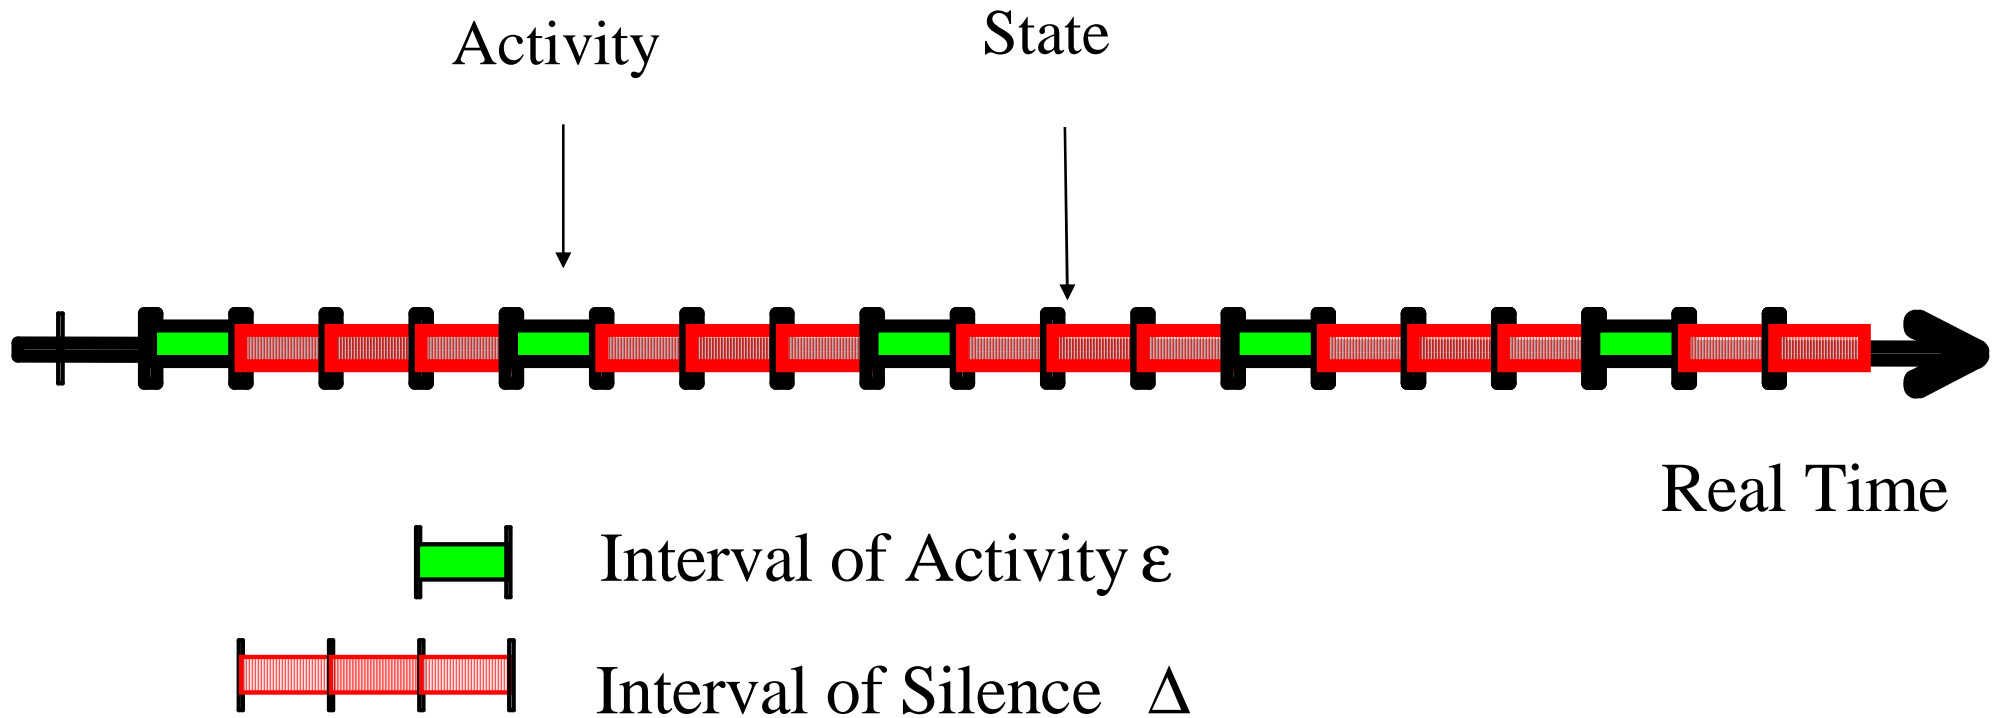 Activity
State
Real Time
Interval of Activity ε
Interval of Silence Δ